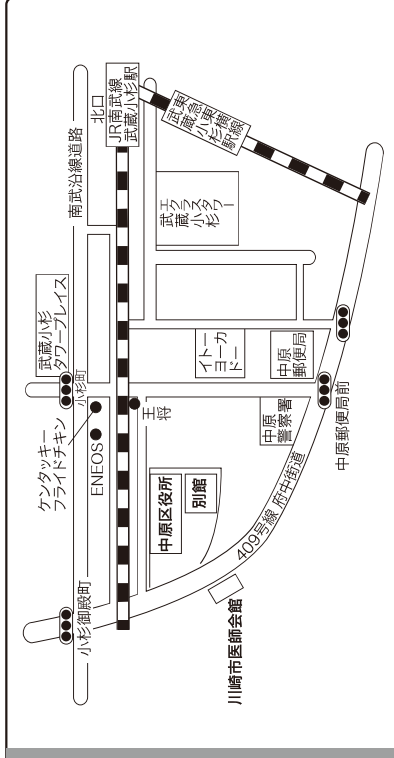 JR南武線
武蔵小杉駅
北口
南武沿線道路
東急東横線
武蔵小杉駅
エクラスタワー
武蔵小杉
武蔵小杉
タワープレイス
小杉町
ケンタッキー
フライドチキン
ENEOS
王将
イトー
ヨーカ
ドー
中原
郵便局
中原郵便局前
中原
警察署
409号線 府中街道
中原区役所
別館
小杉御殿町
川崎市医師会館